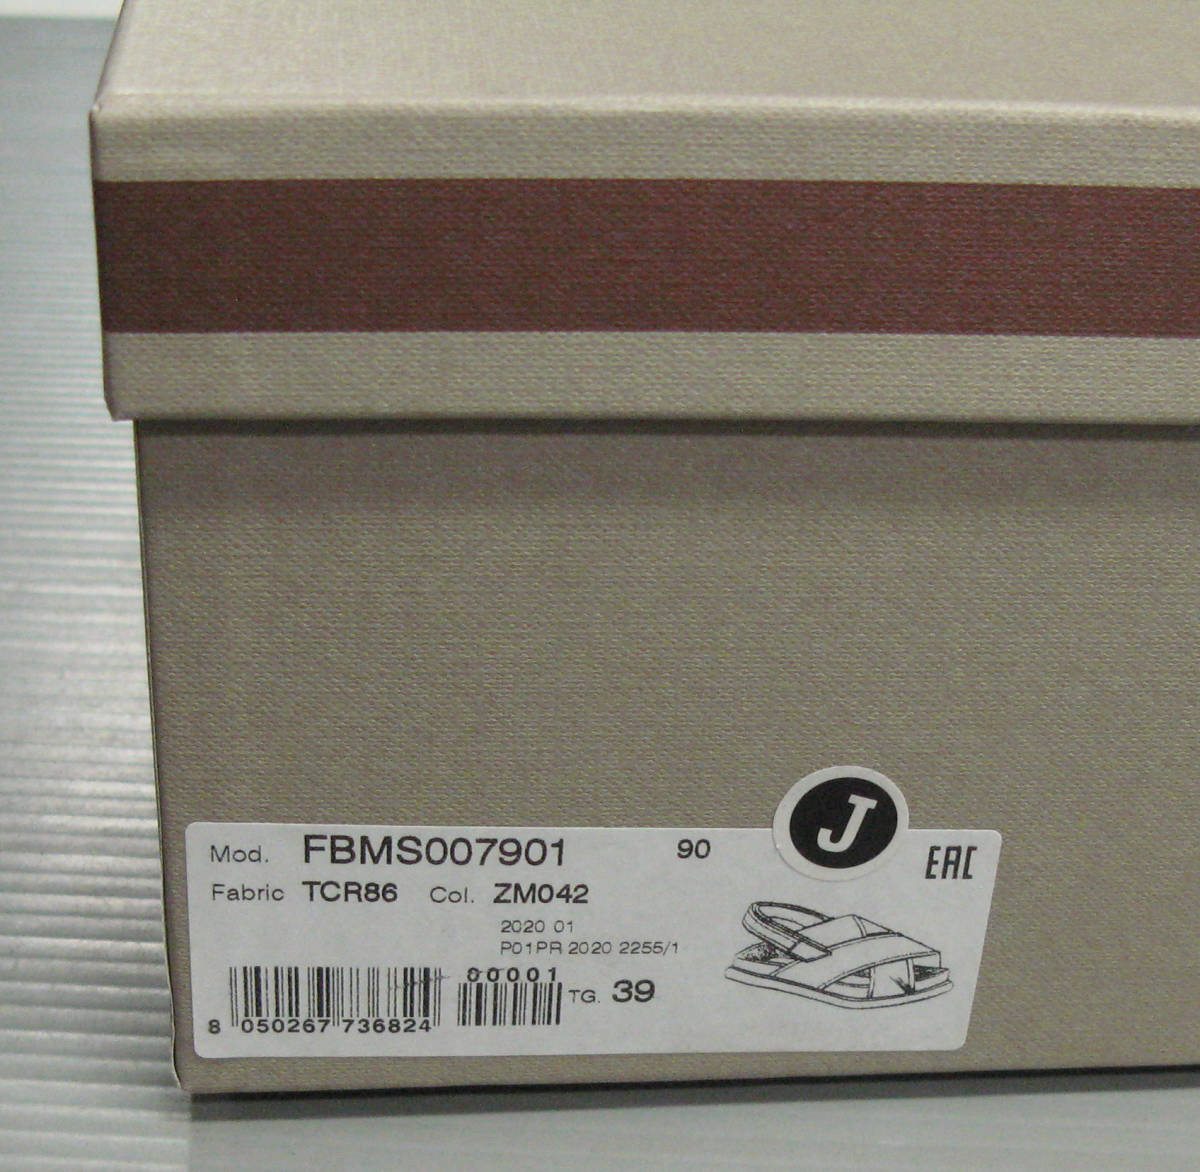 J
Mod. FBMS007901 90
EAC
Fabric TCR86 Col. ZM042
2020 01
P01PR 2020 2255/1
00001
TG. 39
8 050267 736824